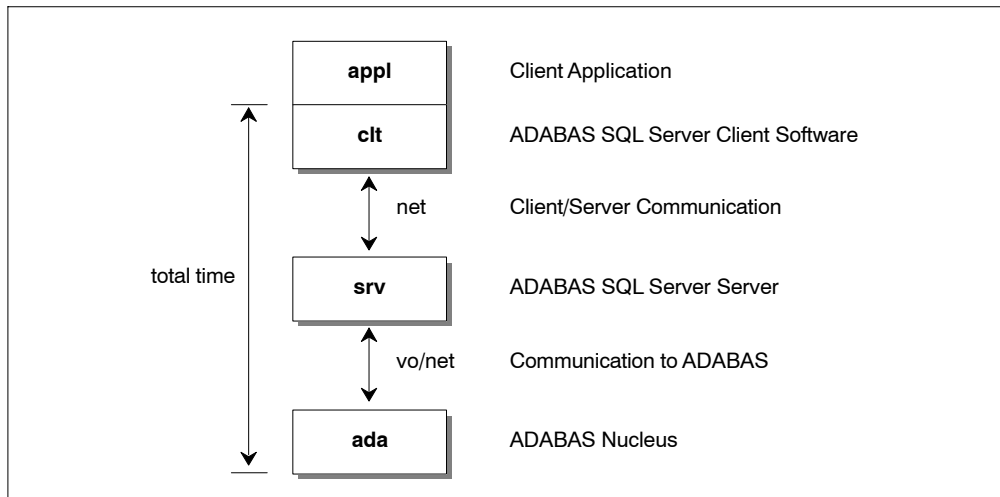 appl Client Application
clt ADABAS SQL Server Client Software
net Client/Server Communication
total time
srv ADABAS SQL Server Server
vo/net Communication to ADABAS
ada ADABAS Nucleus